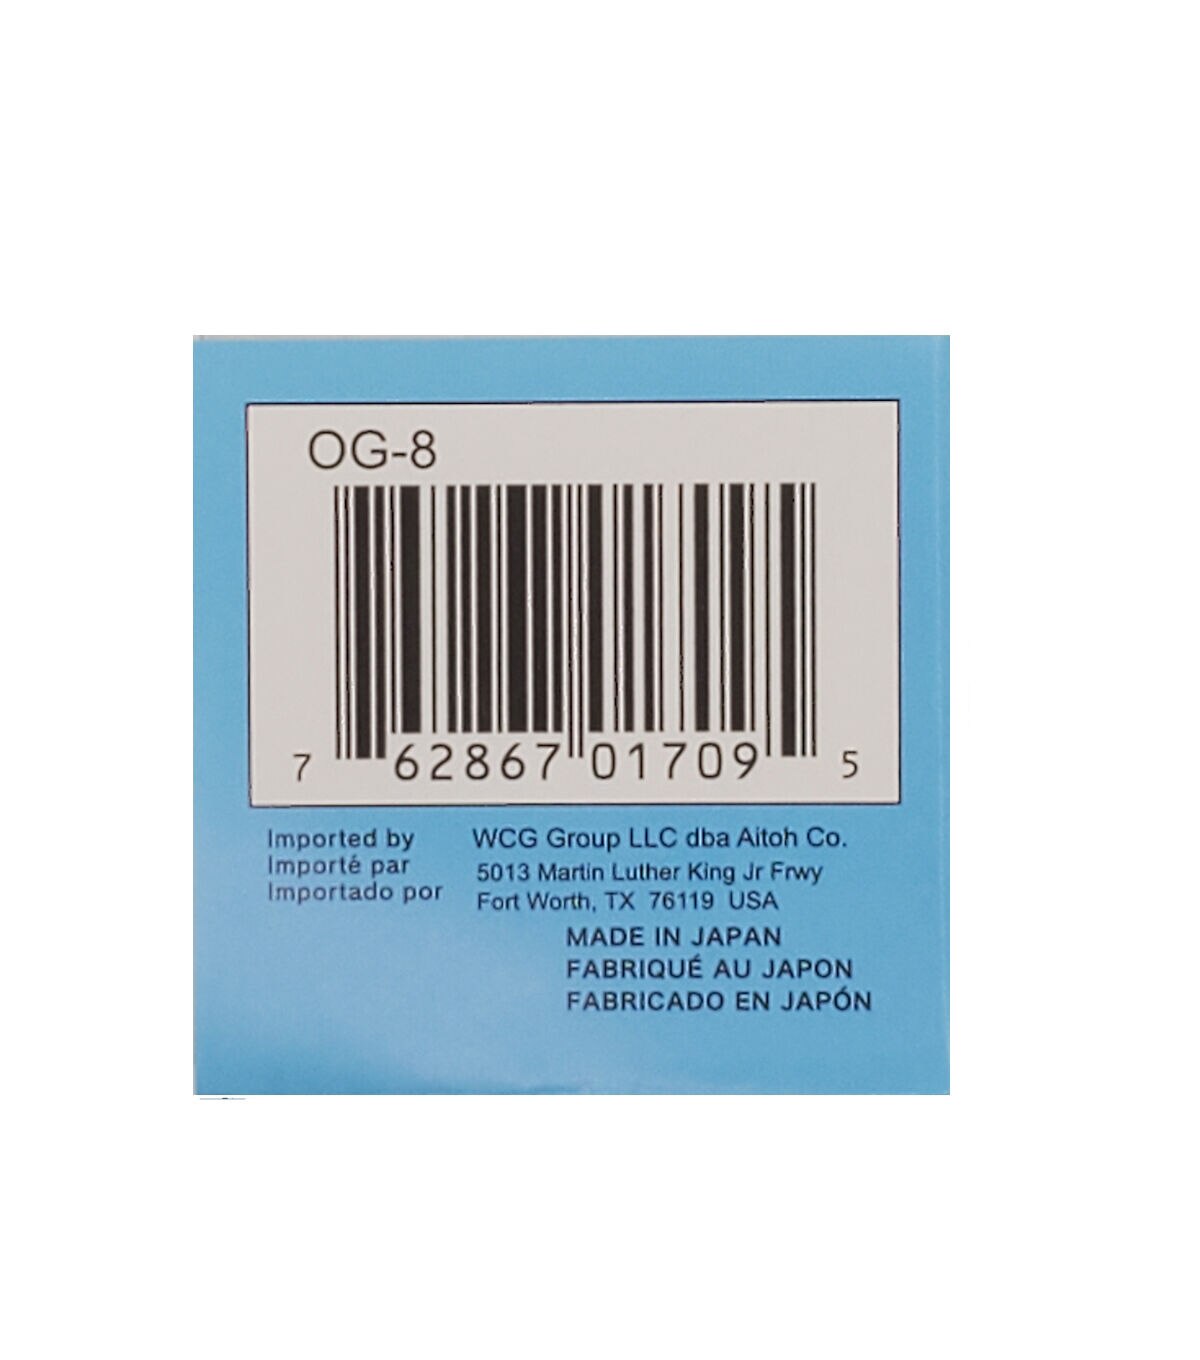 OG-8
7 62867 01709 5
Imported by WCG Group LLC dba Aitoh Co.
Importé par 5013 Martin Luther King Jr Frwy
Importado por Fort Worth, TX 76119 USA
MADE IN JAPAN
FABRIQUÉ AU JAPON
FABRICADO EN JAPÓN